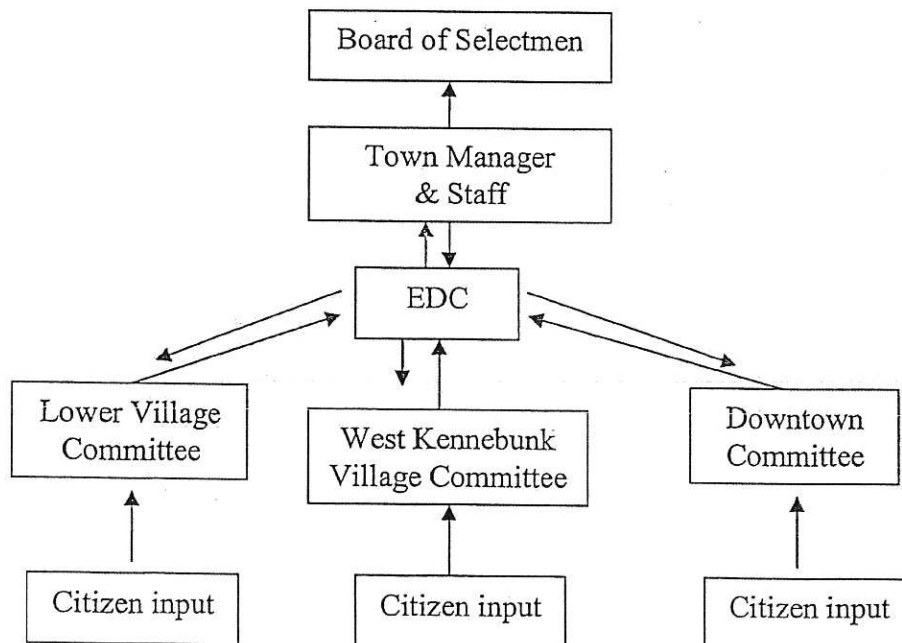 Board of Selectmen
Town Manager
& Staff
EDC
Lower Village
Committee
West Kennebunk
Village Committee
Downtown
Committee
Citizen input
Citizen input
Citizen input